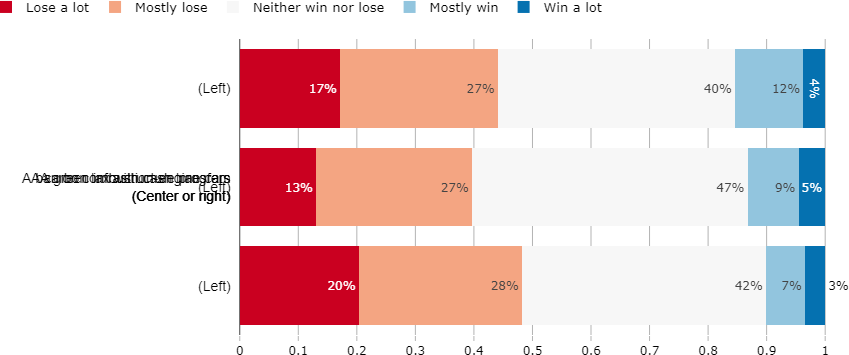 Lose a lot Mostly lose Neither win nor lose Mostly win Win a lot
(Left) 17% 27% 40% 12% 4%
(Left) 13% 27% 47% 9% 5%
(Center or right)
(Left) 20% 28% 42% 7% 3%
0 0.1 0.2 0.3 0.4 0.5 0.6 0.7 0.8 0.9 1